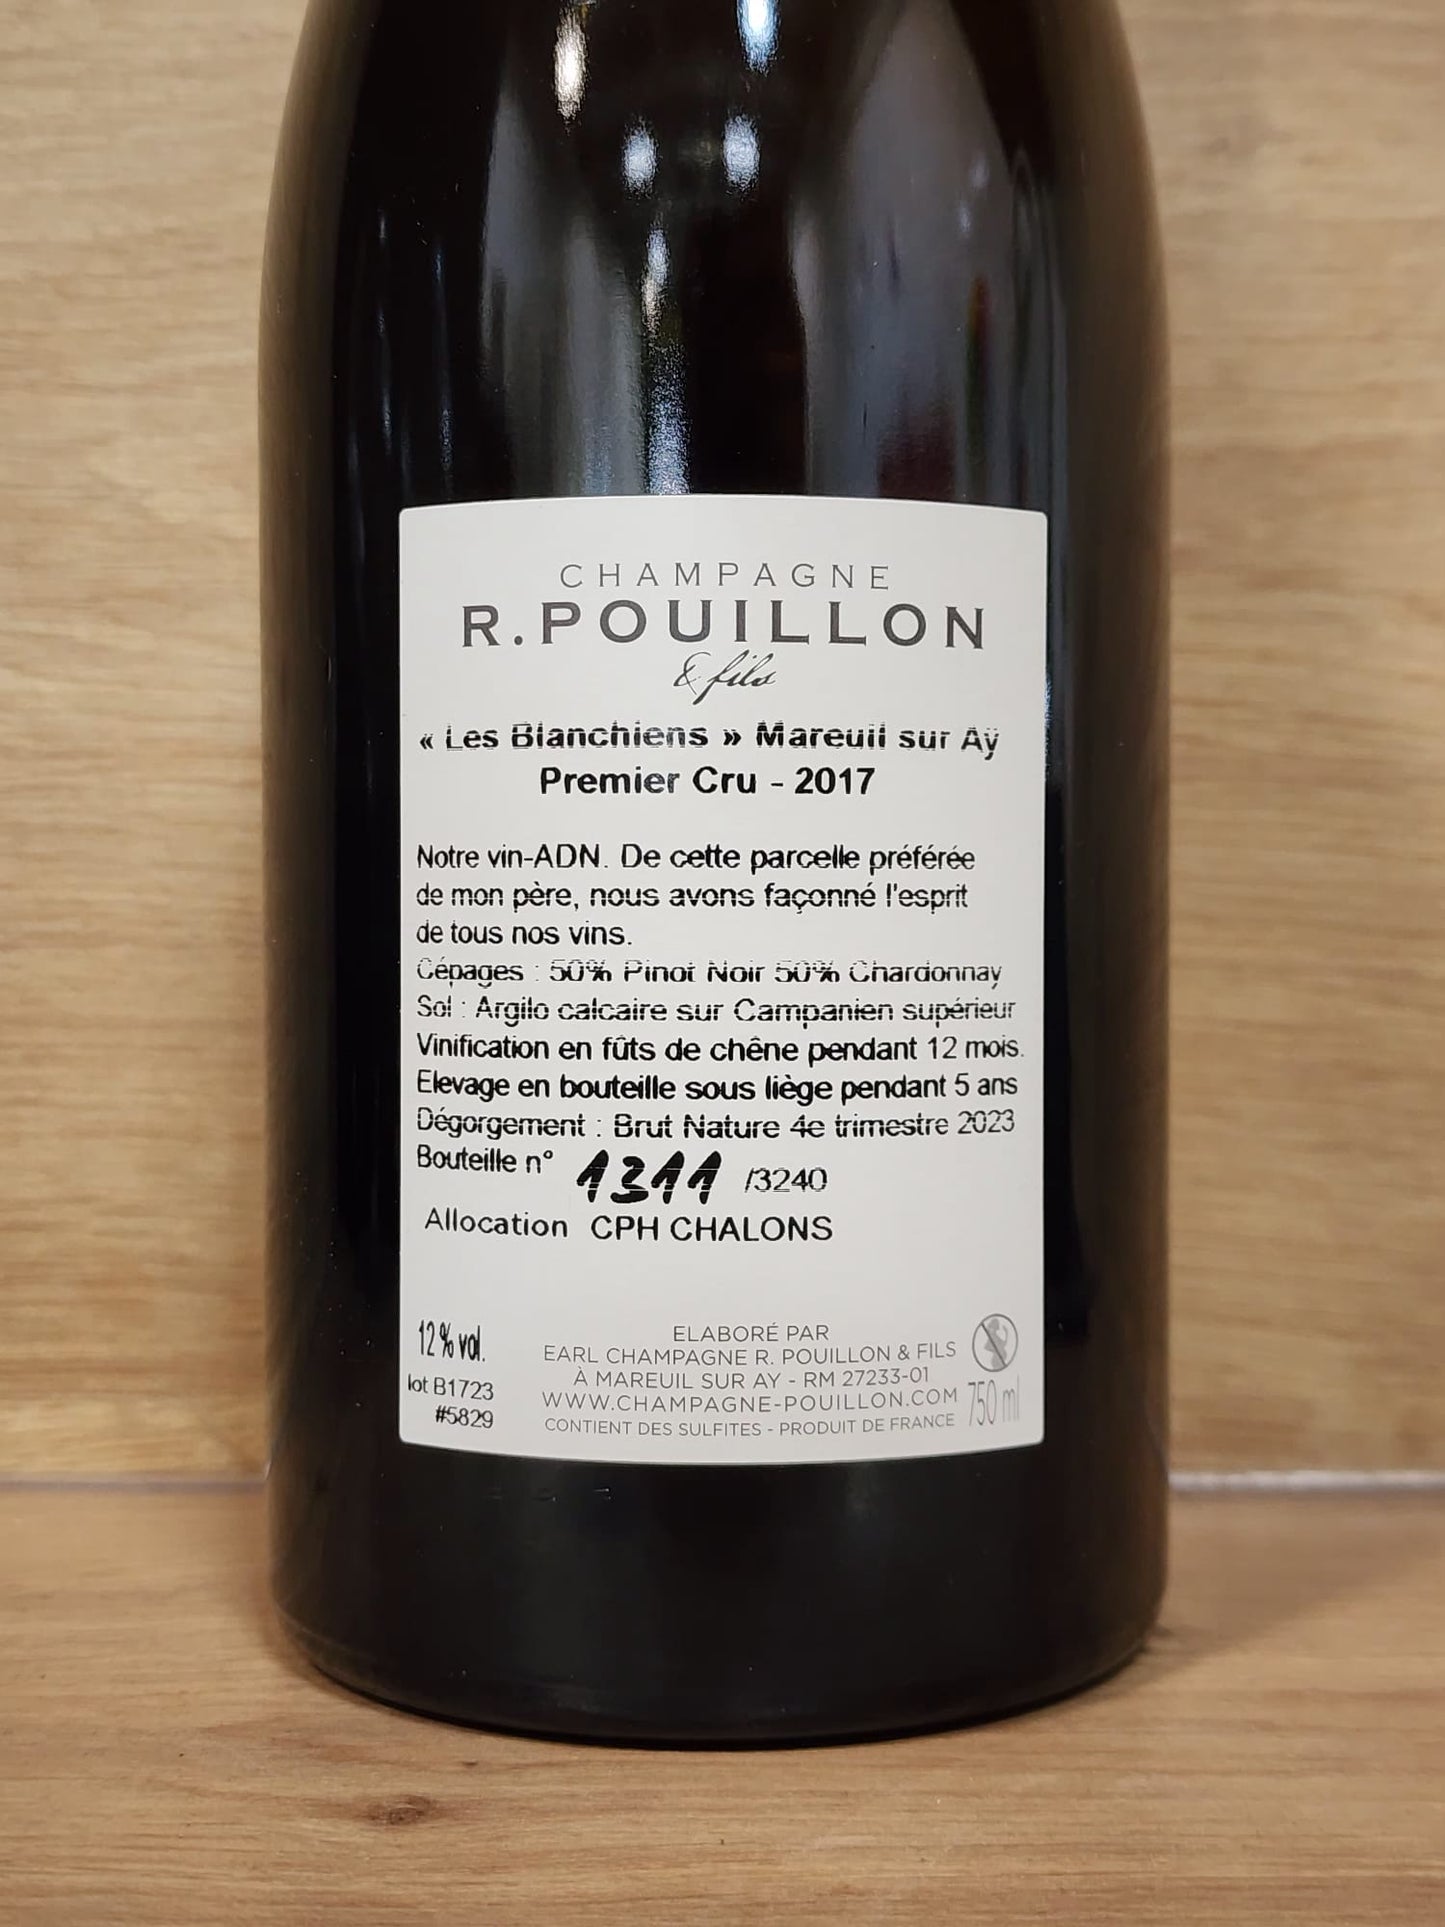 CHAMPAGNE
R. POUILLON
& fils
« Les Blanchiens » Mareuil sur Aÿ
Premier Cru - 2017
Notre vin-ADN. De cette parcelle préférée
de mon père, nous avons façonné l'esprit
de tous nos vins.
Cépages : 50% Pinot Noir 50% Chardonnay
Sol : Argilo calcaire sur Campanien supérieur
Vinification en fûts de chêne pendant 12 mois.
Elevage en bouteille sous liège pendant 5 ans
Dégorgement : Brut Nature 4e trimestre 2023
Bouteille n° 1311 /3240
Allocation CPH CHALONS
12 % vol.
lot B1723
#5829
ELABORÉ PAR
EARL CHAMPAGNE R. POUILLON & FILS
À MAREUIL SUR AY - RM 27233-01
WWW.CHAMPAGNE-POUILLON.COM
CONTIENT DES SULFITES - PRODUIT DE FRANCE
750 ml